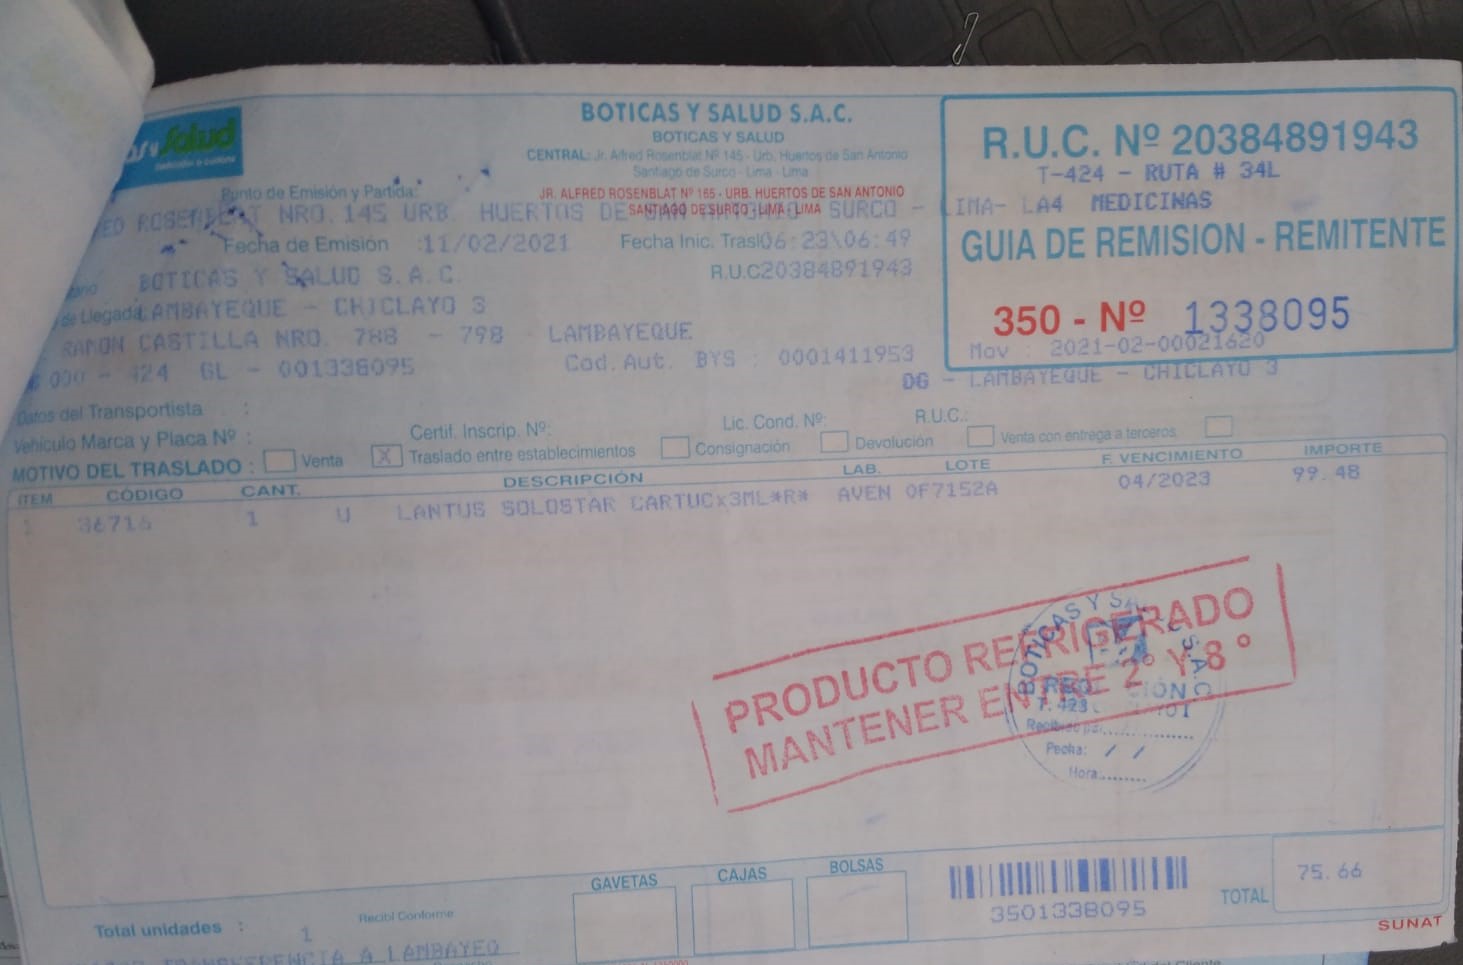 Salud
BOTICAS Y SALUD S.A.C.
BOTICAS Y SALUD
CENTRAL: Jr. Alfred Rosenblat Nº 145 - Urb. Huertos de San Antonio
Santiago de Surco - Lima - Lima
JR. ALFRED ROSENBLAT Nº 165 - URB. HUERTOS DE SAN ANTONIO
SANTIAGO DE SURCO - LIMA - LIMA
R.U.C. Nº 20384891943
T-424 - RUTA # 34L
LIMA- LA4 MEDICINAS
GUIA DE REMISION - REMITENTE
350 - Nº 1338095
Mov : 2021-02-00021620
DG - LAMBAYEQUE - CHICLAYO 3
Punto de Emisión y Partida:
NRO. 145 URB. HUERTOS DE SURCO -
Fecha de Emisión :11/02/2021 Fecha Inic. Trasl 06:23\06:49
BOTICAS Y SALUD S.A.C. R.U.C 20384891943
de Llegada: LAMBAYEQUE - CHICLAYO 3
RAMON CASTILLA NRO. 788 - 798 LAMBAYEQUE
GL - 001338095 Cod. Aut. BYS : 0001411953
Datos del Transportista :
Vehículo Marca y Placa Nº : Certif. Inscrip. Nº: Lic. Cond. Nº: R.U.C.:
MOTIVO DEL TRASLADO : Venta X Traslado entre establecimientos Consignación Devolución Venta con entrega a terceros
ITEM CÓDIGO CANT. DESCRIPCIÓN LAB. LOTE F. VENCIMIENTO IMPORTE
1 36716 1 U LANTUS SOLOSTAR CARTUCx3ML*R* AVEN 0F7152A 04/2023 99.48
PRODUCTO REFRIGERADO
MANTENER ENTRE 2° Y 8°
BOTICAS Y S.A.C.
Fecha: / /
Hora:
GAVETAS CAJAS BOLSAS
3501338095
TOTAL 75.66
SUNAT
Total unidades : 1
Recibí Conforme
A LAMBAYEQ